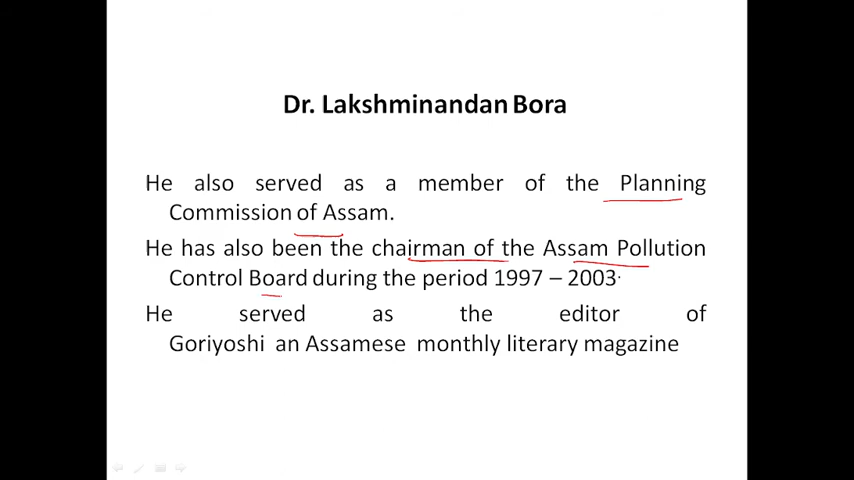 Dr. Lakshminandan Bora
He also served as a member of the Planning
Commission of Assam.
He has also been the chairman of the Assam Pollution
Control Board during the period 1997 – 2003.
He served as the editor of
Goriyoshi an Assamese monthly literary magazine